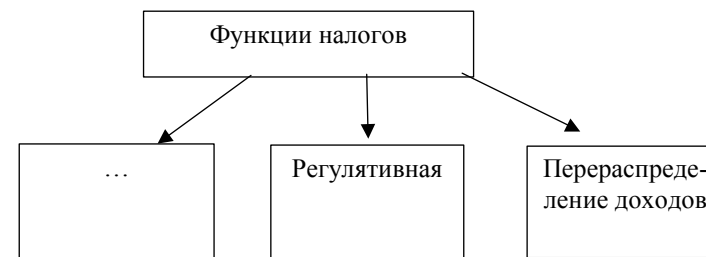 Функции налогов
…
Регулятивная
Перераспреде-
ление доходов